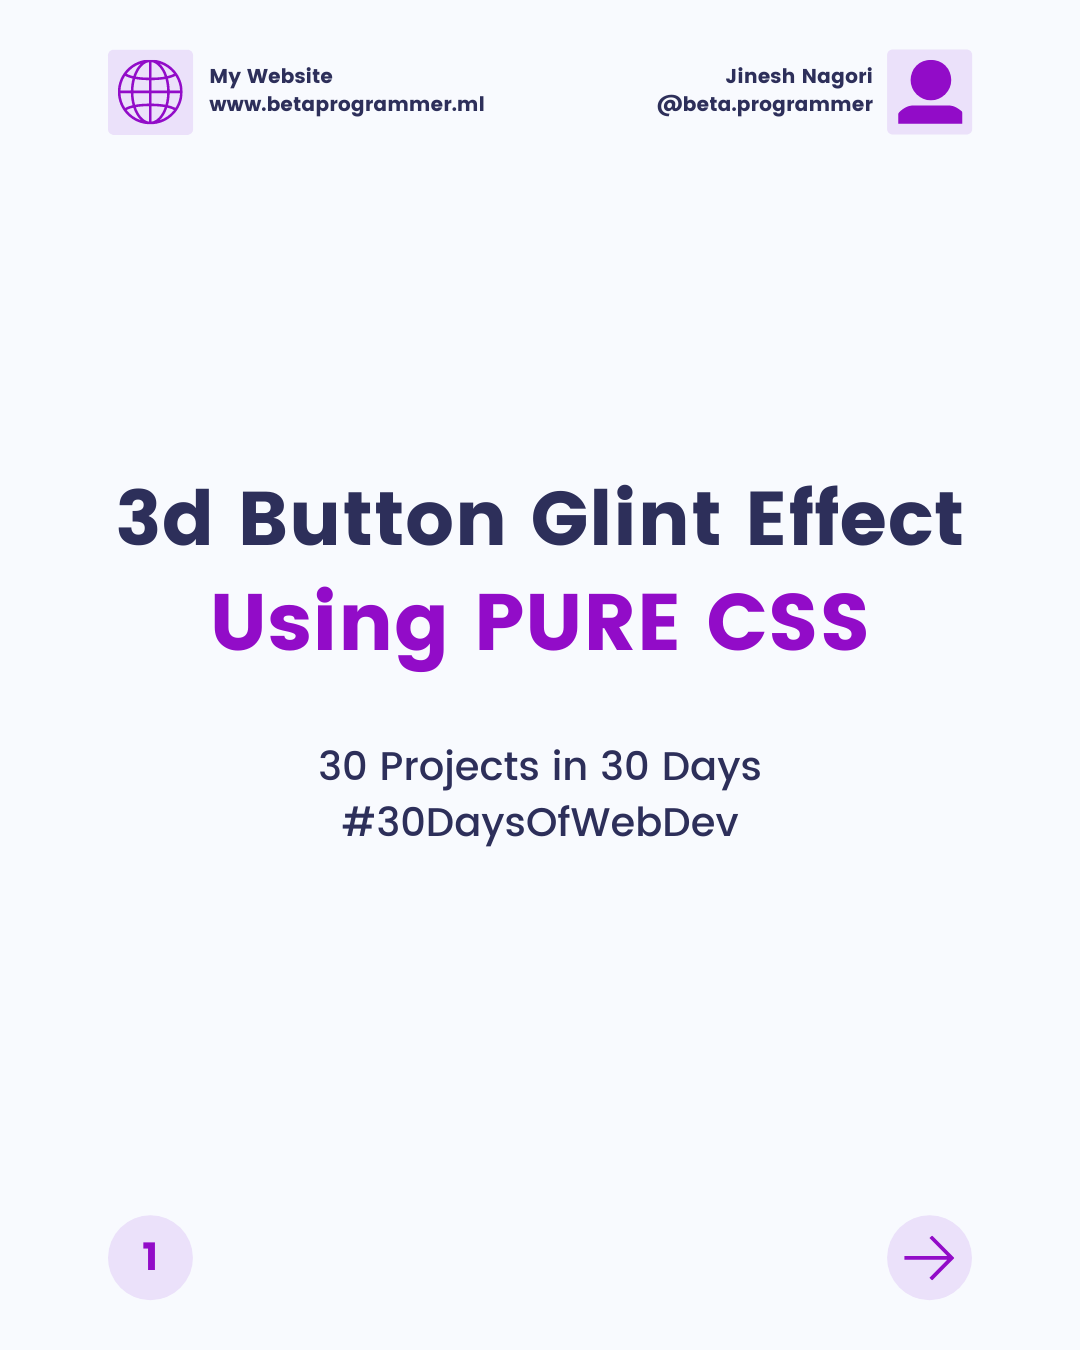 My Website
www.betaprogrammer.ml
Jinesh Nagori
@beta.programmer
3d Button Glint Effect
Using PURE CSS
30 Projects in 30 Days
#30DaysOfWebDev
1